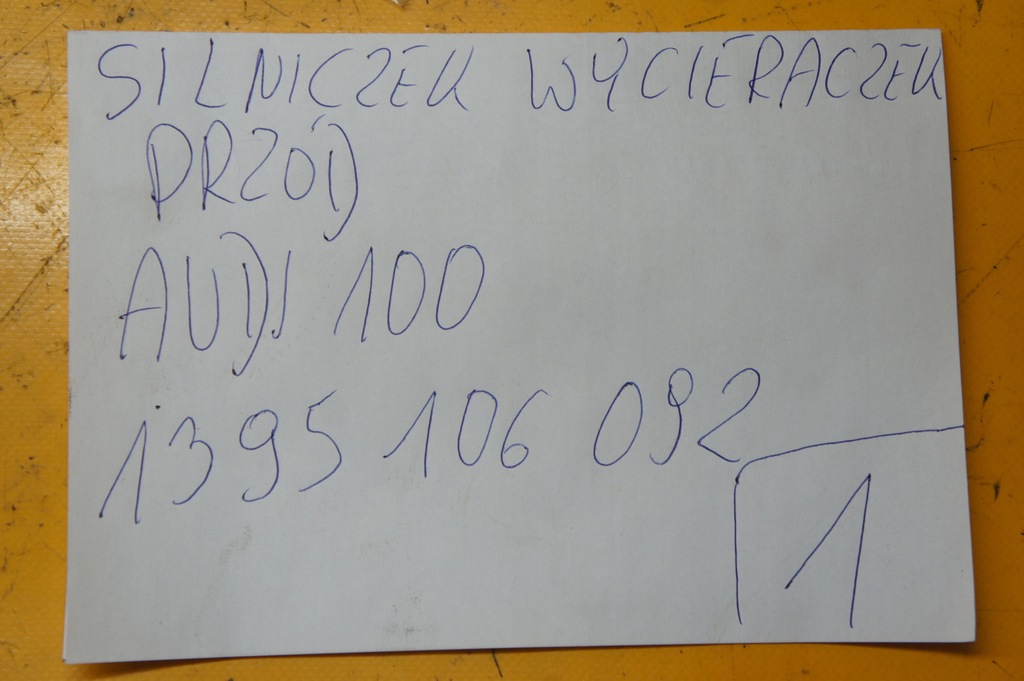 SILNICZEK WYCIERACZEK
PRZÓD
AUDI 100
1395 106 092
1